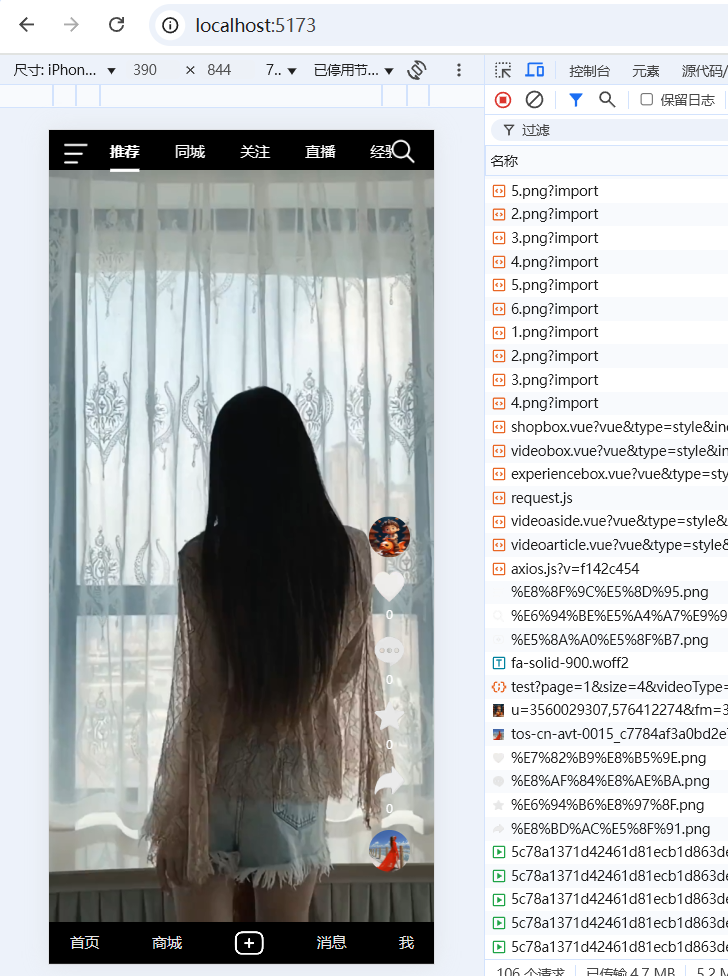 localhost:5173
尺寸: iPhon... 390 × 844 7.. 已停用节...
控制台 元素 源代码/
保留日志
过滤
名称
推荐 同城 关注 直播
5.png?import
2.png?import
3.png?import
4.png?import
5.png?import
6.png?import
1.png?import
2.png?import
3.png?import
4.png?import
shopbox.vue?vue&type=style&in
videobox.vue?vue&type=style&in
experiencebox.vue?vue&type=sty
request.js
videoaside.vue?vue&type=style&
videoarticle.vue?vue&type=style&
axios.js?v=f142c454
%E8%8F%9C%E5%8D%95.png
%E6%94%BE%E5%A4%A7%E9%9
%E5%8A%A0%E5%8F%B7.png
fa-solid-900.woff2
test?page=1&size=4&videoType=
u=3560029307,576412274&fm=3
tos-cn-avt-0015_c7784af3a0bd2e
%E7%82%B9%E8%B5%9E.png
%E8%AF%84%E8%AE%BA.png
%E6%94%B6%E8%97%8F.png
%E8%BD%AC%E5%8F%91.png
5c78a1371d42461d81ecb1d863de
5c78a1371d42461d81ecb1d863de
5c78a1371d42461d81ecb1d863de
5c78a1371d42461d81ecb1d863de
5c78a1371d42461d81ecb1d863de
0
0
0
0
首页 商城 消息 我
106 个请求 已传输 4.7 MB 5.2 M